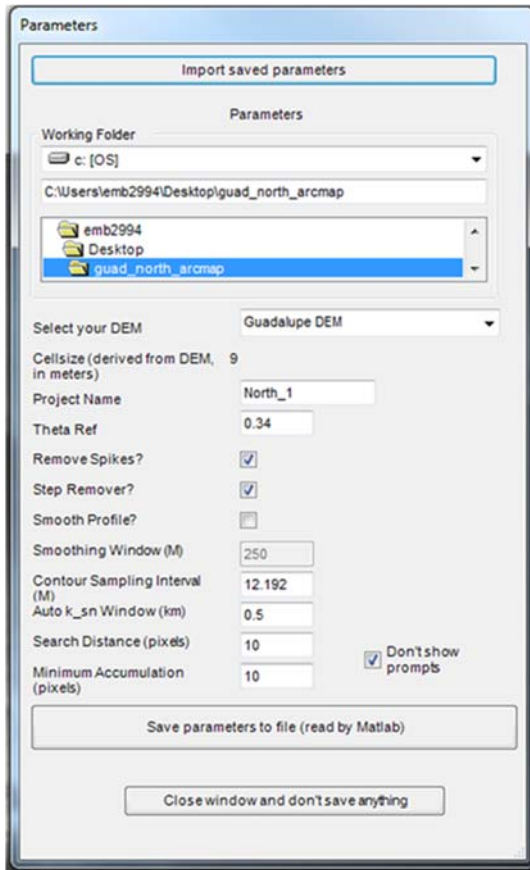 Parameters
Import saved parameters
Parameters
Working Folder
c: [OS]
C:\Users\emb2994\Desktop\guad_north_arcmap
emb2994
Desktop
guad_north_arcmap
Select your DEM Guadalupe DEM
Cellsize (derived from DEM, 9
in meters)
Project Name North_1
Theta Ref 0.34
Remove Spikes?
Step Remover?
Smooth Profile?
Smoothing Window (M) 250
Contour Sampling Interval 12.192
(M)
Auto k_sn Window (km) 0.5
Search Distance (pixels) 10
Don't show
prompts
Minimum Accumulation 10
(pixels)
Save parameters to file (read by Matlab)
Close window and don't save anything